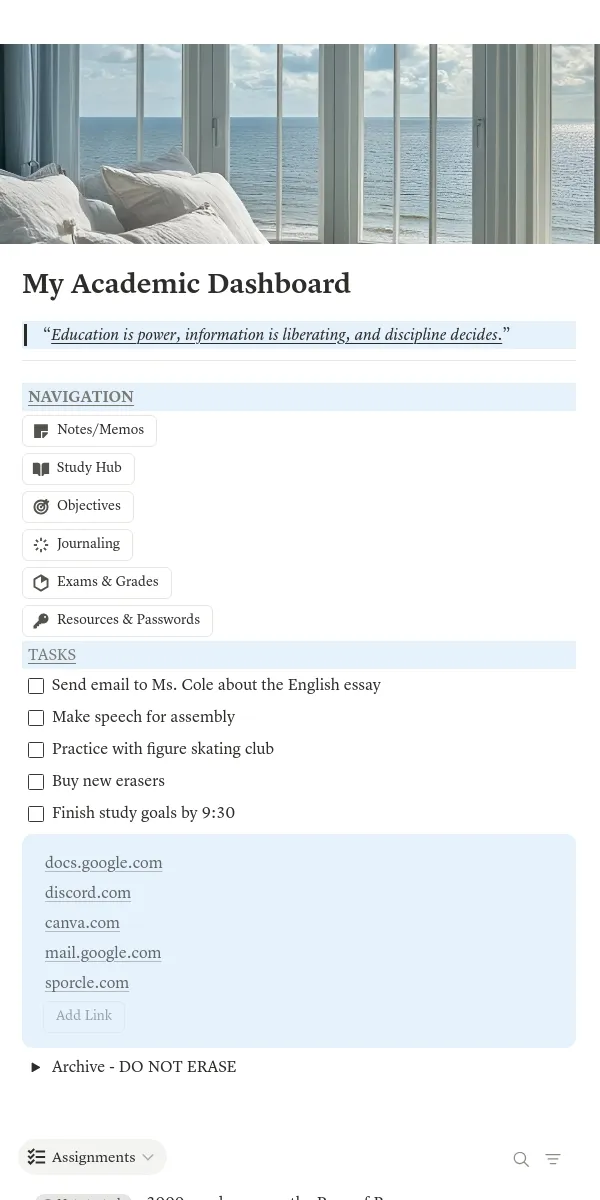 My Academic Dashboard
“Education is power, information is liberating, and discipline decides.”
NAVIGATION
Notes/Memos
Study Hub
Objectives
Journaling
Exams & Grades
Resources & Passwords
TASKS
Send email to Ms. Cole about the English essay
Make speech for assembly
Practice with figure skating club
Buy new erasers
Finish study goals by 9:30
docs.google.com
discord.com
canva.com
mail.google.com
sporcle.com
Add Link
Archive - DO NOT ERASE
Assignments